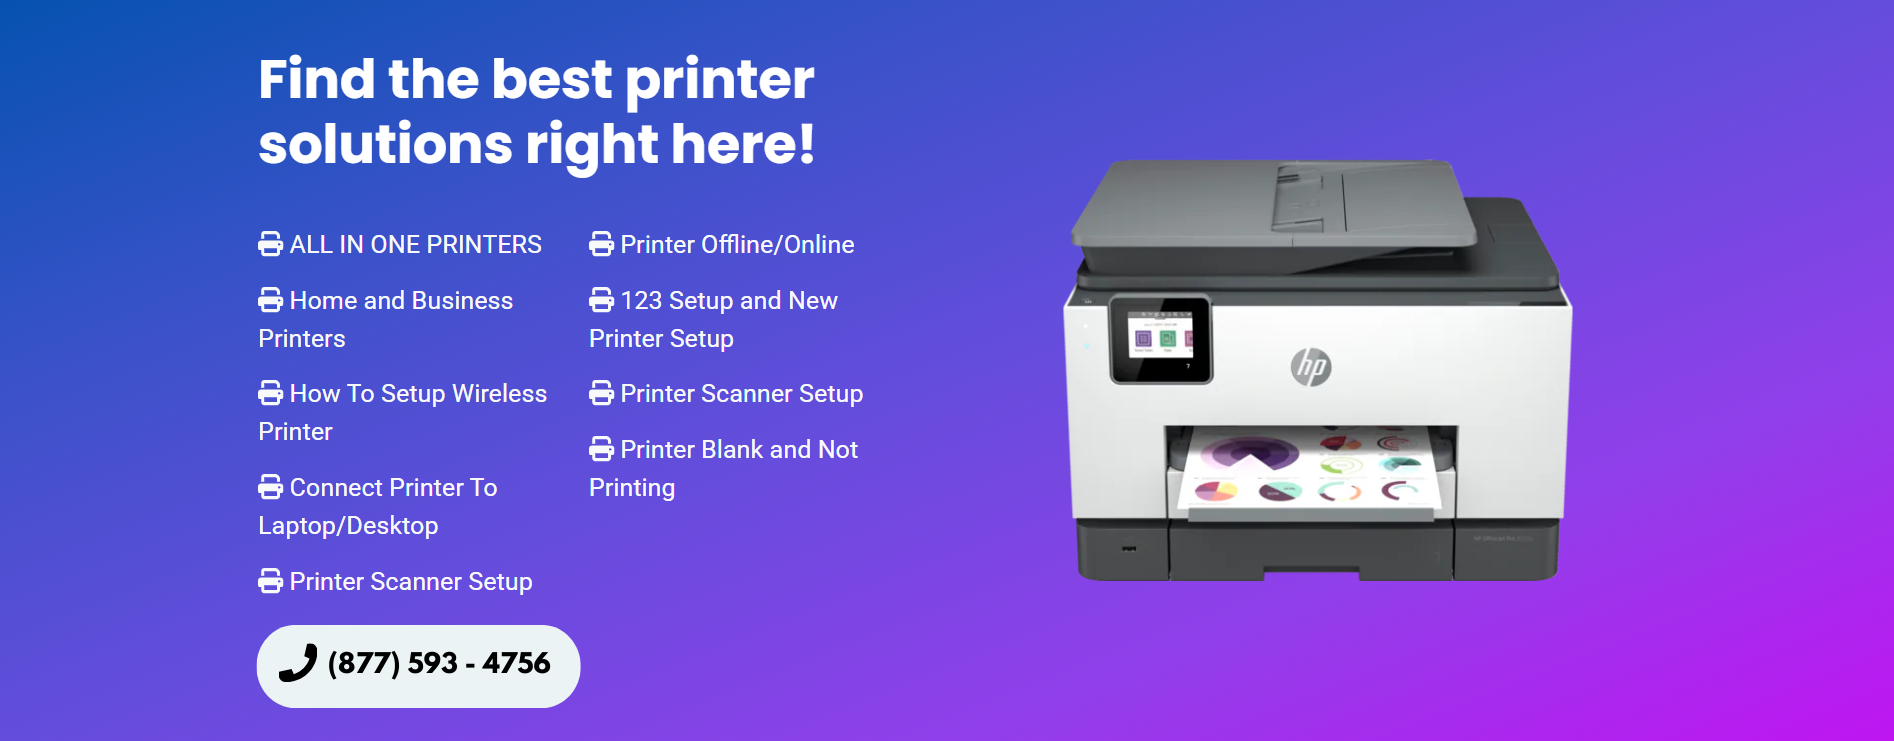 Find the best printer
solutions right here!
ALL IN ONE PRINTERS
Home and Business
Printers
How To Setup Wireless
Printer
Connect Printer To
Laptop/Desktop
Printer Scanner Setup
Printer Offline/Online
123 Setup and New
Printer Setup
Printer Scanner Setup
Printer Blank and Not
Printing
(877) 593 - 4756
hp